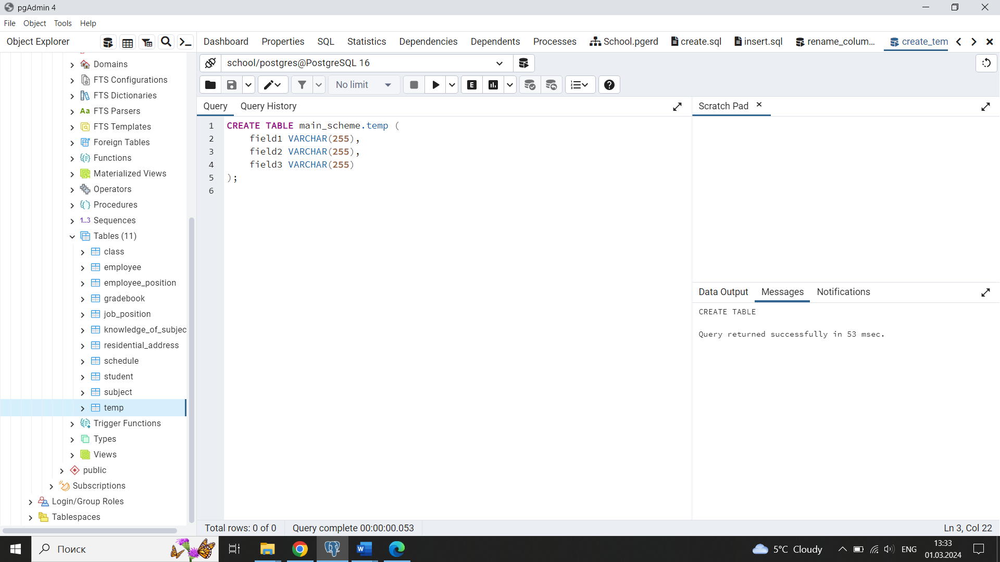 pgAdmin 4
File Object Tools Help
Object Explorer
Dashboard Properties SQL Statistics Dependencies Dependents Processes School.pgerd create.sql insert.sql rename_colum... create_tem
school/postgres@PostgreSQL 16
No limit
E
Query Query History
Scratch Pad
Domains
FTS Configurations
FTS Dictionaries
Aa FTS Parsers
FTS Templates
Foreign Tables
Functions
Materialized Views
Operators
Procedures
1..3 Sequences
Tables (11)
class
employee
employee_position
gradebook
job_position
knowledge_of_subjec
residential_address
schedule
student
subject
temp
Trigger Functions
Types
Views
public
Subscriptions
Login/Group Roles
Tablespaces
1 CREATE TABLE main_scheme.temp (
2 field1 VARCHAR(255),
3 field2 VARCHAR(255),
4 field3 VARCHAR(255)
5 );
6
Data Output Messages Notifications
CREATE TABLE
Query returned successfully in 53 msec.
Total rows: 0 of 0 Query complete 00:00:00.053 Ln 3, Col 22
Поиск
W
5°C Cloudy
ENG
13:33
01.03.2024